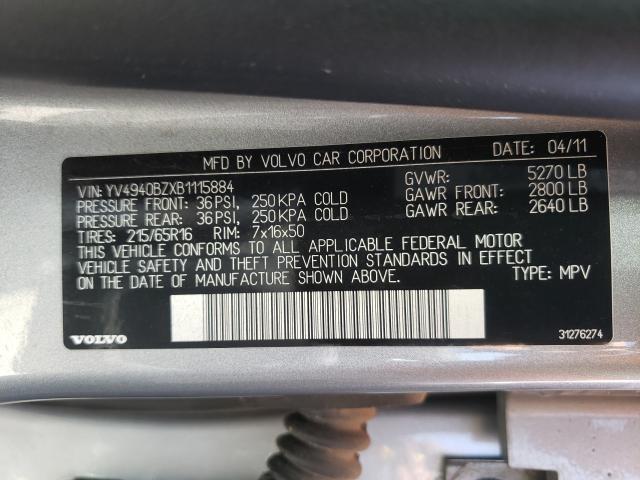 MFD BY VOLVO CAR CORPORATION DATE: 04/11
VIN: YV4940BZXB1115884 GVWR: 5270 LB
PRESSURE FRONT: 36 PSI, 250 KPA COLD GAWR FRONT: 2800 LB
PRESSURE REAR: 36 PSI, 250 KPA COLD GAWR REAR: 2640 LB
TIRES: 215/65R16 RIM: 7x16x50
THIS VEHICLE CONFORMS TO ALL APPLICABLE FEDERAL MOTOR
VEHICLE SAFETY AND THEFT PREVENTION STANDARDS IN EFFECT
ON THE DATE OF MANUFACTURE SHOWN ABOVE. TYPE: MPV
VOLVO 31276274